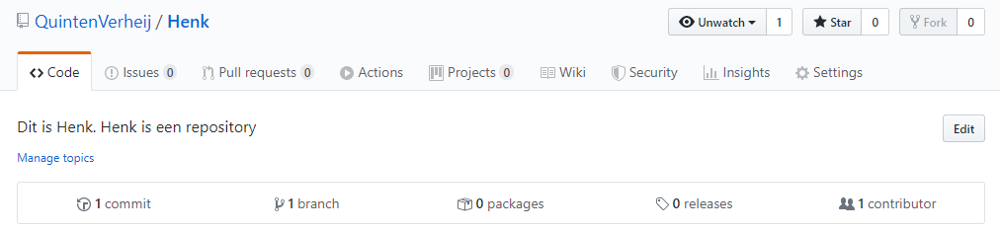 QuintenVerheij / Henk Unwatch 1 Star 0 Fork 0
Code Issues 0 Pull requests 0 Actions Projects 0 Wiki Security Insights Settings
Dit is Henk. Henk is een repository Edit
Manage topics
1 commit 1 branch 0 packages 0 releases 1 contributor